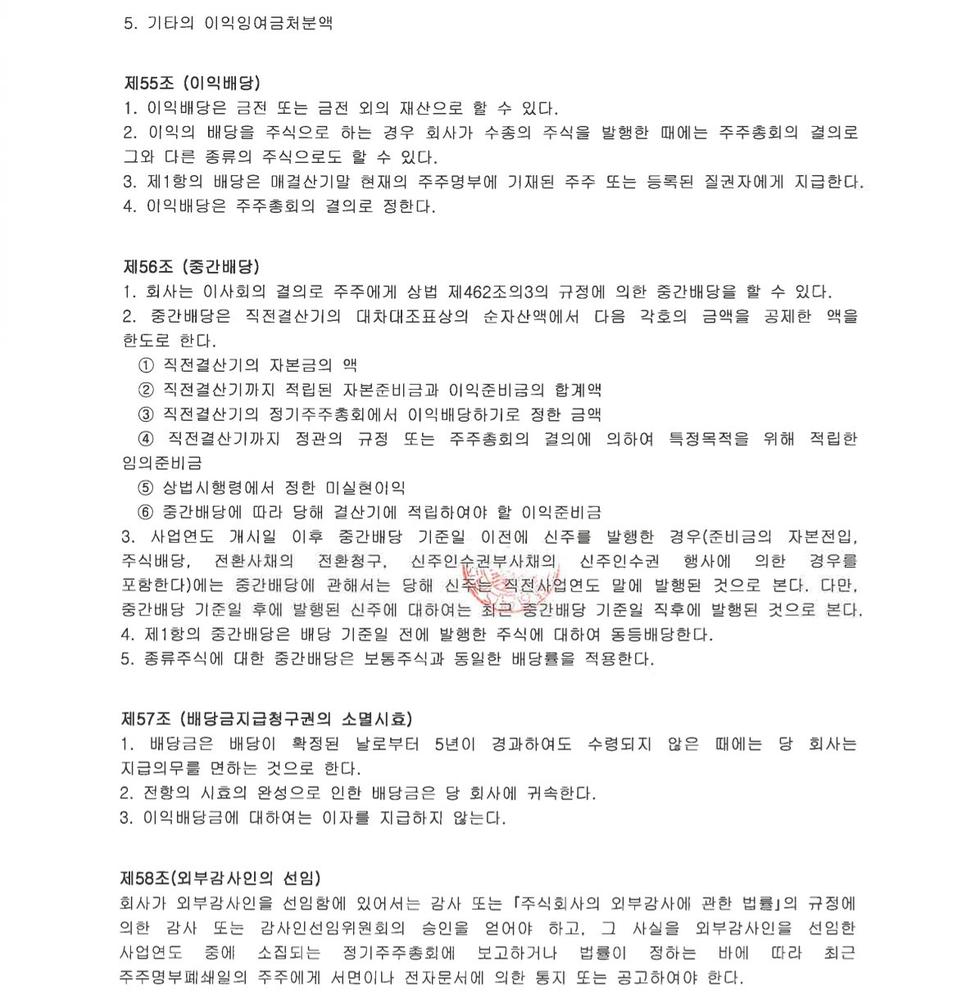 5. 기타의 이익잉여금처분액
제55조 (이익배당)
1. 이익배당은 금전 또는 금전 외의 재산으로 할 수 있다.
2. 이익의 배당을 주식으로 하는 경우 회사가 수종의 주식을 발행한 때에는 주주총회의 결의로
그와 다른 종류의 주식으로도 할 수 있다.
3. 제1항의 배당은 매결산기말 현재의 주주명부에 기재된 주주 또는 등록된 질권자에게 지급한다.
4. 이익배당은 주주총회의 결의로 정한다.
제56조 (중간배당)
1. 회사는 이사회의 결의로 주주에게 상법 제462조의3의 규정에 의한 중간배당을 할 수 있다.
2. 중간배당은 직전결산기의 대차대조표상의 순자산액에서 다음 각호의 금액을 공제한 액을
한도로 한다.
① 직전결산기의 자본금의 액
② 직전결산기까지 적립된 자본준비금과 이익준비금의 합계액
③ 직전결산기의 정기주주총회에서 이익배당하기로 정한 금액
④ 직전결산기까지 정관의 규정 또는 주주총회의 결의에 의하여 특정목적을 위해 적립한
임의준비금
⑤ 상법시행령에서 정한 미실현이익
⑥ 중간배당에 따라 당해 결산기에 적립하여야 할 이익준비금
3. 사업연도 개시일 이후 중간배당 기준일 이전에 신주를 발행한 경우(준비금의 자본전입,
주식배당, 전환사채의 전환청구, 신주인수권부사채의 신주인수권 행사에 의한 경우를
포함한다)에는 중간배당에 관해서는 당해 신주는 직전사업연도 말에 발행된 것으로 본다. 다만,
중간배당 기준일 후에 발행된 신주에 대하여는 최근 중간배당 기준일 직후에 발행된 것으로 본다.
4. 제1항의 중간배당은 배당 기준일 전에 발행한 주식에 대하여 동등배당한다.
5. 종류주식에 대한 중간배당은 보통주식과 동일한 배당률을 적용한다.
제57조 (배당금지급청구권의 소멸시효)
1. 배당금은 배당이 확정된 날로부터 5년이 경과하여도 수령되지 않은 때에는 당 회사는
지급의무를 면하는 것으로 한다.
2. 전항의 시효의 완성으로 인한 배당금은 당 회사에 귀속한다.
3. 이익배당금에 대하여는 이자를 지급하지 않는다.
제58조(외부감사인의 선임)
회사가 외부감사인을 선임함에 있어서는 감사 또는 「주식회사의 외부감사에 관한 법률」의 규정에
의한 감사 또는 감사인선임위원회의 승인을 얻어야 하고, 그 사실을 외부감사인을 선임한
사업연도 중에 소집되는 정기주주총회에 보고하거나 법률이 정하는 바에 따라 최근
주주명부폐쇄일의 주주에게 서면이나 전자문서에 의한 통지 또는 공고하여야 한다.